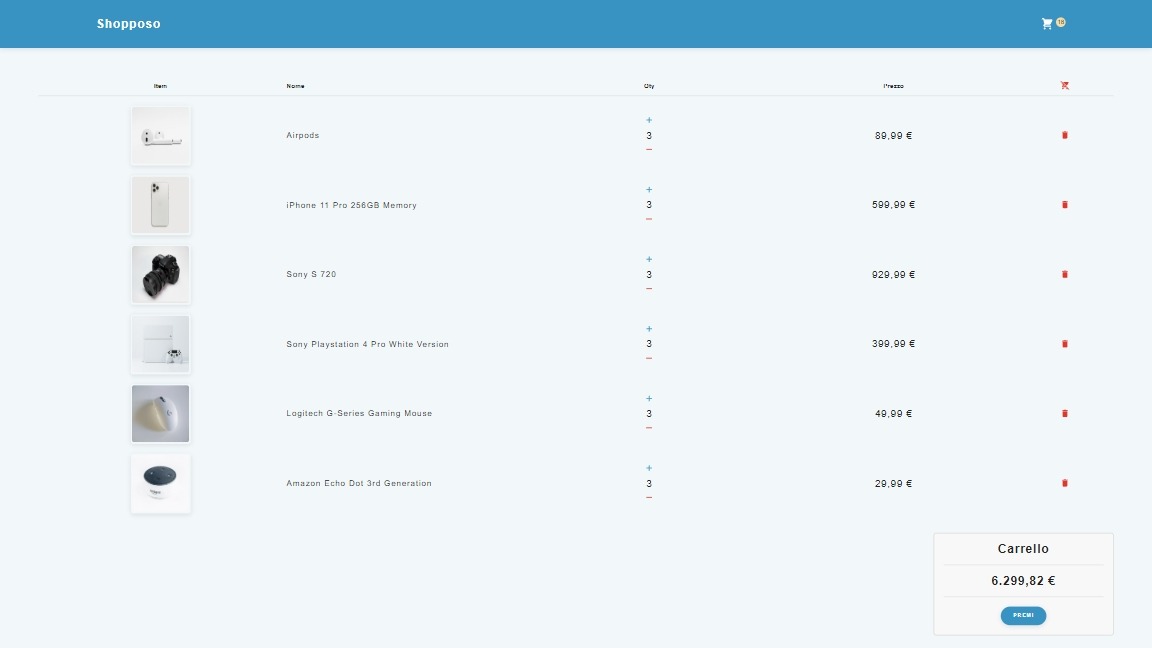 Shopposo
18
Item Nome Qty Prezzo
+
Airpods 3 89,99 €
−
+
iPhone 11 Pro 256GB Memory 3 599,99 €
−
+
Sony S 720 3 929,99 €
−
+
Sony Playstation 4 Pro White Version 3 399,99 €
−
+
Logitech G-Series Gaming Mouse 3 49,99 €
−
+
Amazon Echo Dot 3rd Generation 3 29,99 €
−
Carrello
6.299,82 €
PREMI